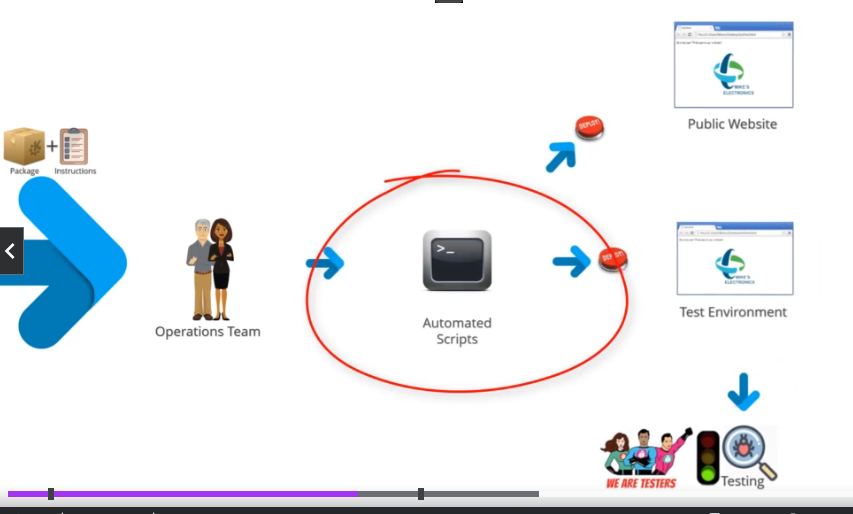 DEPLOY!
MIKE'S
ELECTRONICS
Public Website
+
Package
Instructions
>_
Operations Team
Automated
Scripts
MIKE'S
ELECTRONICS
Test Environment
WE ARE TESTERS
Testing